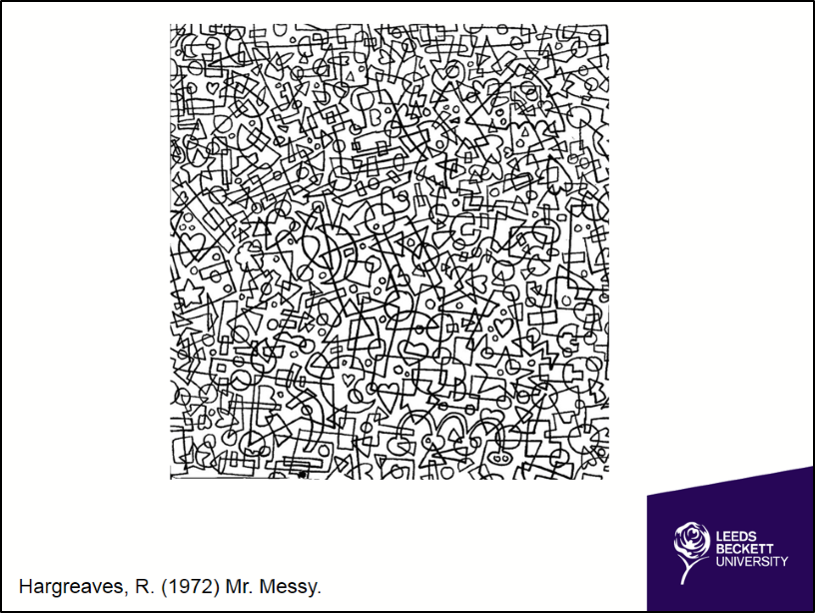 LEEDS
BECKETT
UNIVERSITY
Hargreaves, R. (1972) Mr. Messy.